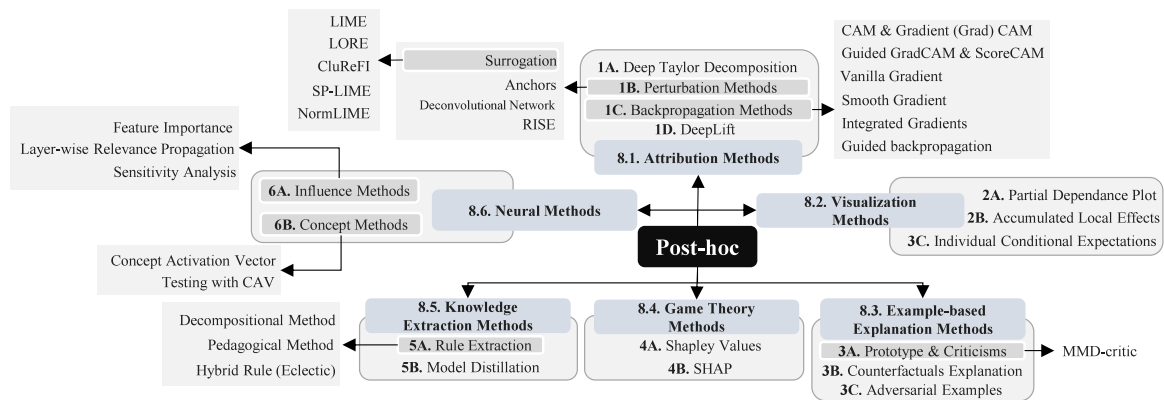 LIME
LORE
CluReFI
SP-LIME
NormLIME
Surrogation
Anchors
Deconvolutional Network
RISE
1A. Deep Taylor Decomposition
1B. Perturbation Methods
1C. Backpropagation Methods
1D. DeepLift
8.1. Attribution Methods
CAM & Gradient (Grad) CAM
Guided GradCAM & ScoreCAM
Vanilla Gradient
Smooth Gradient
Integrated Gradients
Guided backpropagation
Feature Importance
Layer-wise Relevance Propagation
Sensitivity Analysis
6A. Influence Methods
6B. Concept Methods
8.6. Neural Methods
Concept Activation Vector
Testing with CAV
8.2. Visualization
Methods
2A. Partial Dependance Plot
2B. Accumulated Local Effects
3C. Individual Conditional Expectations
Post-hoc
8.5. Knowledge
Extraction Methods
5A. Rule Extraction
5B. Model Distillation
Decompositional Method
Pedagogical Method
Hybrid Rule (Eclectic)
8.4. Game Theory
Methods
4A. Shapley Values
4B. SHAP
8.3. Example-based
Explanation Methods
3A. Prototype & Criticisms
3B. Counterfactuals Explanation
3C. Adversarial Examples
MMD-critic